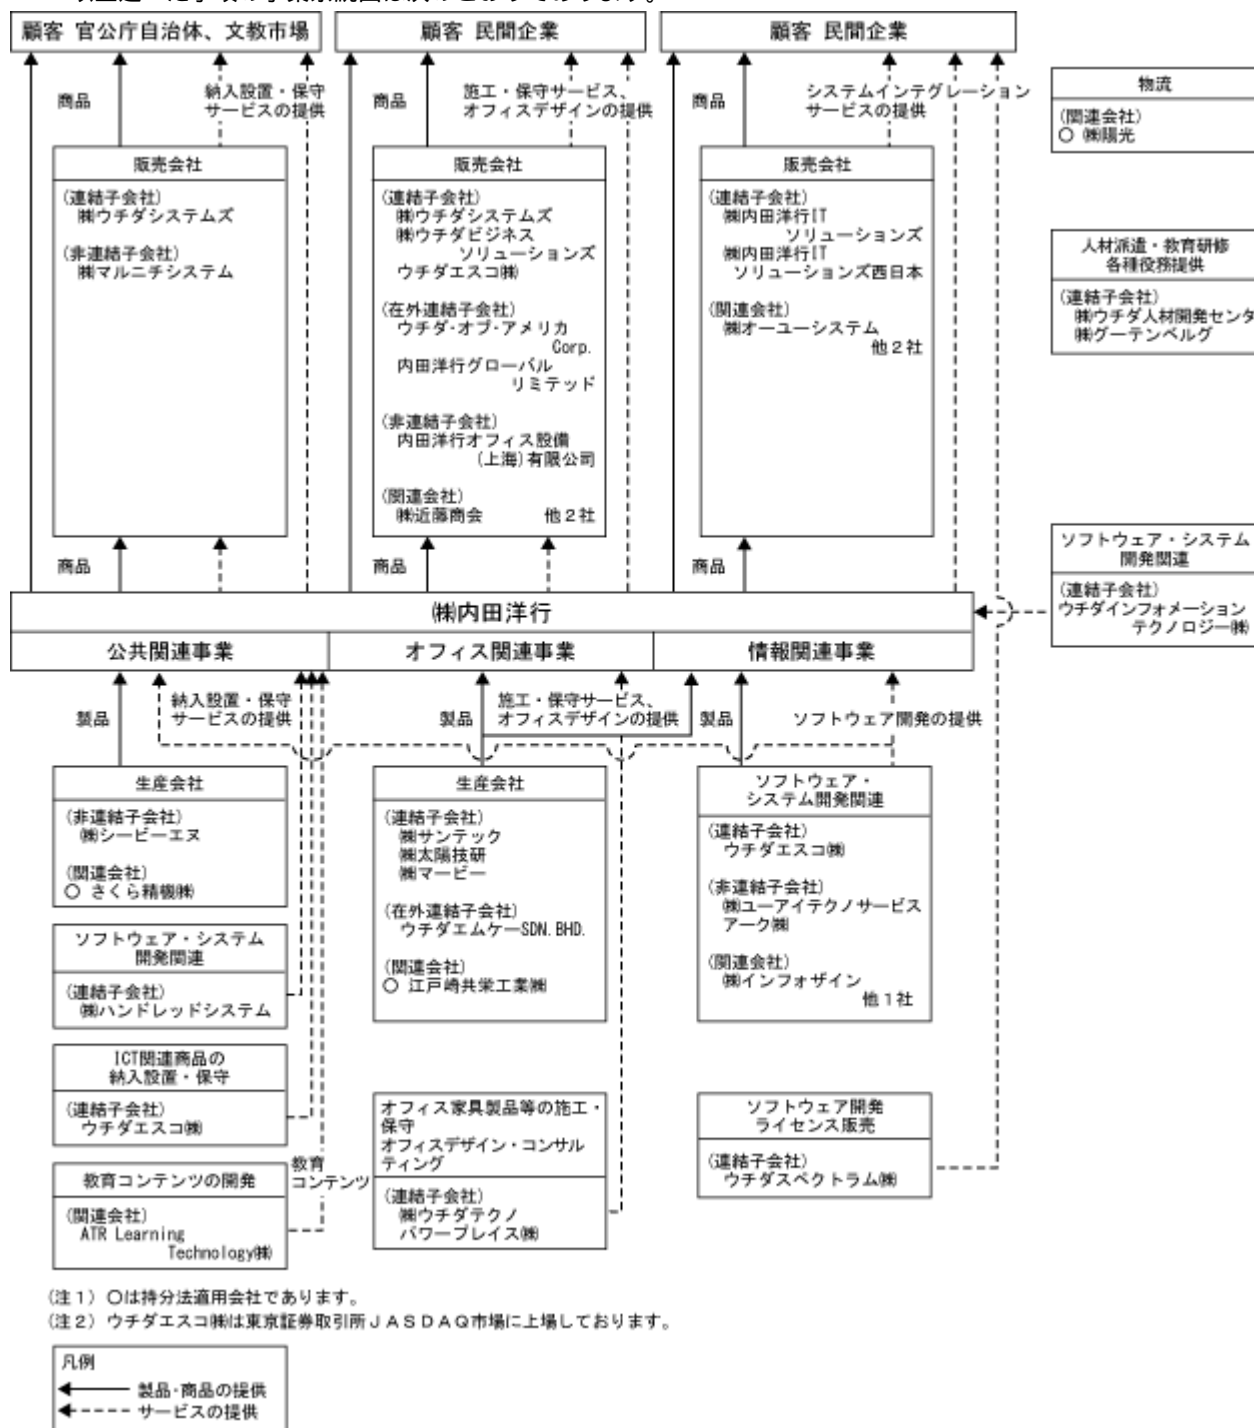 顧客 官公庁自治体、文教市場
顧客 民間企業
顧客 民間企業
商品
納入設置・保守
サービスの提供
商品
施工・保守サービス、
オフィスデザインの提供
商品
システムインテグレーション
サービスの提供
物流
(関連会社)
○ ㈱陽光
販売会社
(連結子会社)
㈱ウチダシステムズ
(非連結子会社)
㈱マルニチシステム
販売会社
(連結子会社)
㈱ウチダシステムズ
㈱ウチダビジネス
ソリューションズ
ウチダエスコ㈱
(在外連結子会社)
ウチダ・オブ・アメリカ
Corp.
内田洋行グローバル
リミテッド
(非連結子会社)
内田洋行オフィス設備
(上海)有限公司
(関連会社)
㈱近藤商会 他2社
販売会社
(連結子会社)
㈱内田洋行IT
ソリューションズ
㈱内田洋行IT
ソリューションズ西日本
(関連会社)
㈱オーユーシステム
他2社
人材派遣・教育研修
各種役務提供
(連結子会社)
㈱ウチダ人材開発センタ
㈱グーテンベルグ
商品
商品
商品
ソフトウェア・システム
開発関連
(連結子会社)
ウチダインフォメーション
テクノロジー㈱
㈱内田洋行
公共関連事業
オフィス関連事業
情報関連事業
製品
納入設置・保守
サービスの提供
製品
施工・保守サービス、
オフィスデザインの提供
製品
ソフトウェア開発の提供
生産会社
(非連結子会社)
㈱シービーエヌ
(関連会社)
○ さくら精機㈱
ソフトウェア・システム
開発関連
(連結子会社)
㈱ハンドレッドシステム
ICT関連商品の
納入設置・保守
(連結子会社)
ウチダエスコ㈱
教育コンテンツの開発
(関連会社)
ATR Learning
Technology㈱
教育
コンテンツ
生産会社
(連結子会社)
㈱サンテック
㈱太陽技研
㈱マービー
(在外連結子会社)
ウチダエムケーSDN.BHD.
(関連会社)
○ 江戸崎共栄工業㈱
オフィス家具製品等の施工・
保守
オフィスデザイン・コンサル
ティング
(連結子会社)
㈱ウチダテクノ
パワープレイス㈱
ソフトウェア・
システム開発関連
(連結子会社)
ウチダエスコ㈱
(非連結子会社)
㈱ユーアイテクノサービス
アーク㈱
(関連会社)
㈱インフォザイン
他1社
ソフトウェア開発
ライセンス販売
(連結子会社)
ウチダスペクトラム㈱
(注1) ○は持分法適用会社であります。
(注2) ウチダエスコ㈱は東京証券取引所JASDAQ市場に上場しております。
凡例
製品・商品の提供
サービスの提供